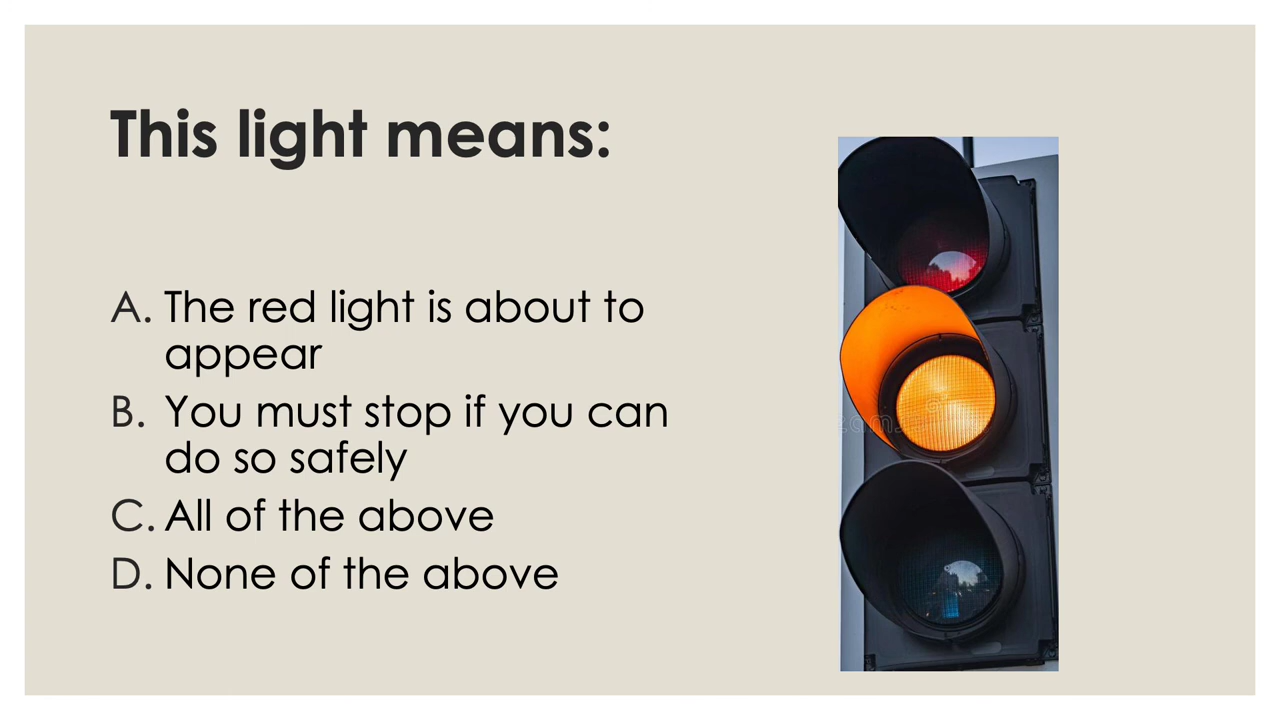 This light means:
A. The red light is about to
appear
B. You must stop if you can
do so safely
C. All of the above
D. None of the above